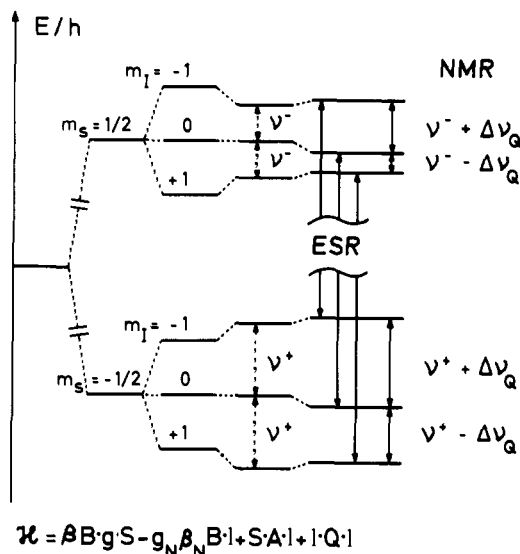 E/h
NMR
m_I = -1
m_s = 1/2
0
+1
ν⁻
ν⁻
ν⁻ + Δν_Q
ν⁻ - Δν_Q
ESR
m_I = -1
m_s = -1/2
0
+1
ν⁺
ν⁺
ν⁺ + Δν_Q
ν⁺ - Δν_Q
ℋ = βB·g·S-g_Nβ_NB·I+S·A·I+I·Q·I